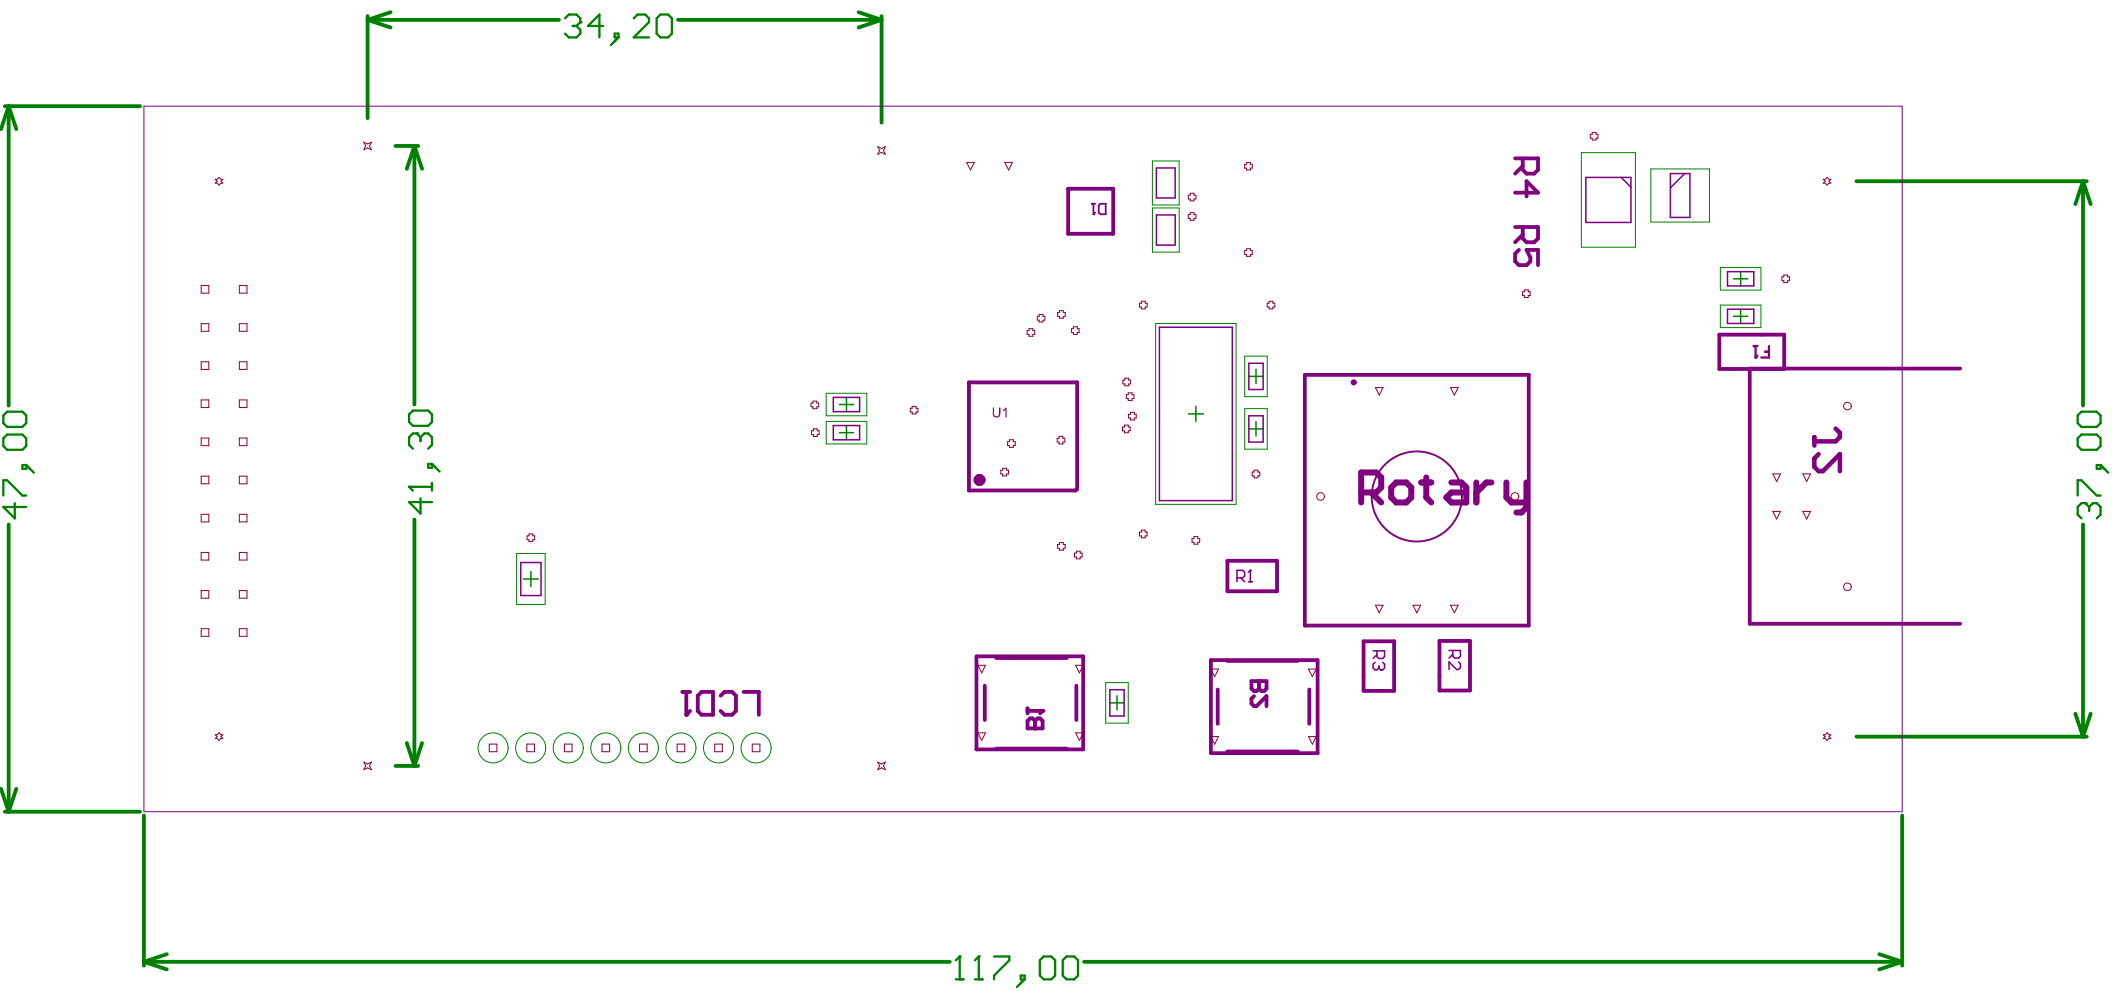 34,20
R4
D1
R5
F1
47,00
41,30
U1
37,00
J2
Rotary
R1
R3
R2
B2
LCD1
B1
117,00